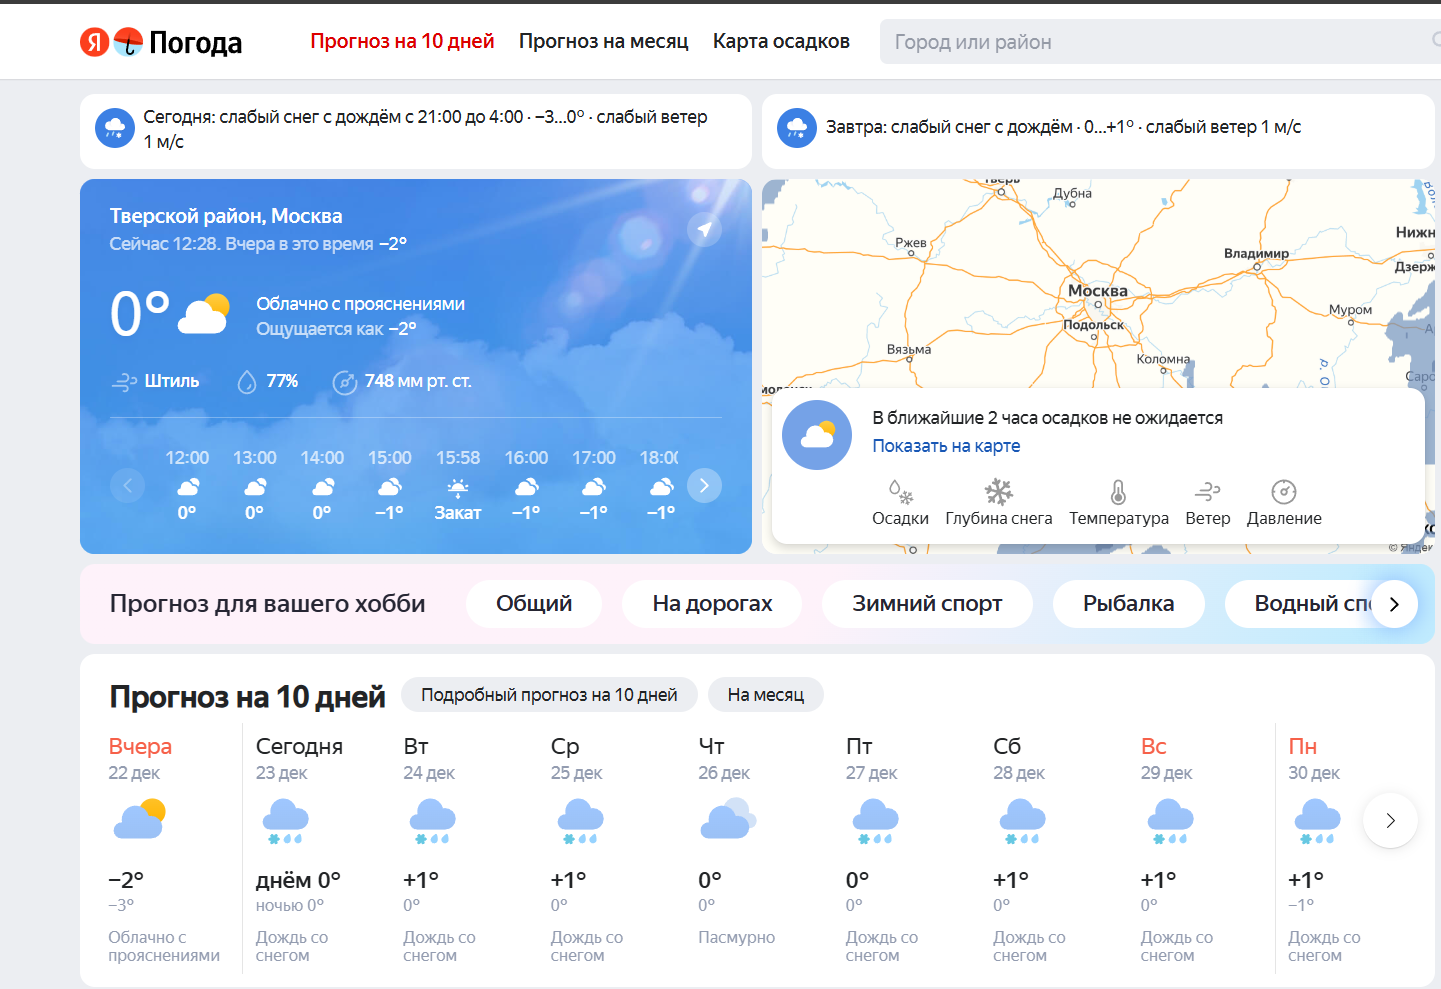 Я Погода
Прогноз на 10 дней
Прогноз на месяц
Карта осадков
Город или район
Сегодня: слабый снег с дождём с 21:00 до 4:00 · −3...0° · слабый ветер
1 м/с
Завтра: слабый снег с дождём · 0...+1° · слабый ветер 1 м/с
Тверской район, Москва
Сейчас 12:28. Вчера в это время −2°
0°
Облачно с прояснениями
Ощущается как −2°
Штиль
77%
748 мм рт. ст.
12:00 13:00 14:00 15:00 15:58 16:00 17:00 18:00
0° 0° 0° −1° Закат −1° −1° −1°
Тверь
Дубна
Ржев
Владимир
Нижн
Дзерж
Москва
Муром
Подольск
Вязьма
Коломна
р. О
Саро
моленск
В ближайшие 2 часа осадков не ожидается
Показать на карте
Осадки
Глубина снега
Температура
Ветер
Давление
© Яндек
Прогноз для вашего хобби
Общий
На дорогах
Зимний спорт
Рыбалка
Водный спо
Прогноз на 10 дней
Подробный прогноз на 10 дней
На месяц
Вчера Сегодня Вт Ср Чт Пт Сб Вс Пн
22 дек 23 дек 24 дек 25 дек 26 дек 27 дек 28 дек 29 дек 30 дек
−2° днём 0° +1° +1° 0° 0° +1° +1° +1°
−3° ночью 0° 0° 0° 0° 0° 0° 0° −1°
Облачно с Дождь со Дождь со Дождь со Пасмурно Дождь со Дождь со Дождь со Дождь со
прояснениями снегом снегом снегом снегом снегом снегом снегом